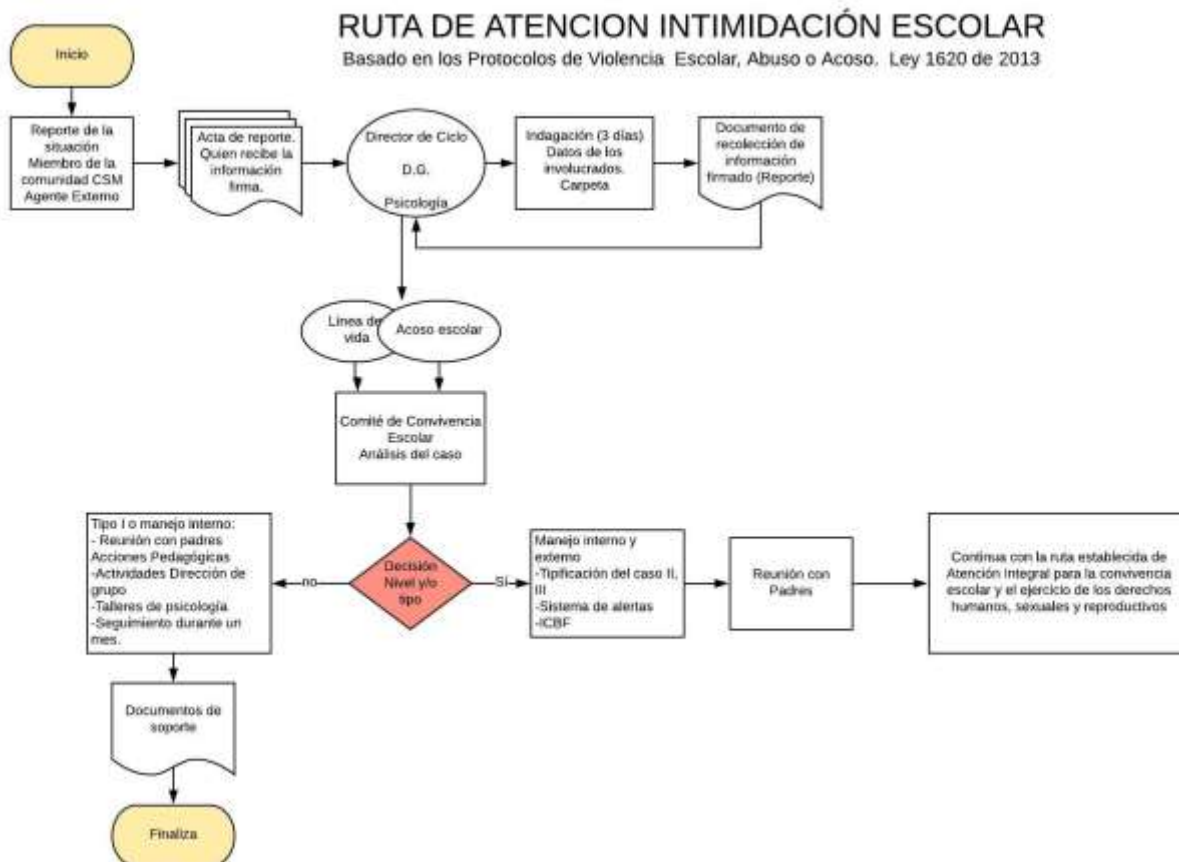 RUTA DE ATENCION INTIMIDACIÓN ESCOLAR
Basado en los Protocolos de Violencia Escolar, Abuso o Acoso. Ley 1620 de 2013
Inicio
Reporte de la
situación
Miembro de la
comunidad CSM
Agente Externo
Acta de reporte.
Quien recibe la
información
firma.
Director de Ciclo
D.G.
Psicología
Indagación (3 días)
Datos de los
involucrados.
Carpeta
Documento de
recolección de
información
firmado (Reporte)
Linea de
vida
Acoso escolar
Comité de Convivencia
Escolar
Análisis del caso
Tipo I o manejo interno:
- Reunión con padres
Acciones Pedagógicas
-Actividades Dirección de
grupo
-Talleres de psicología
-Seguimiento durante un
mes.
no
Decisión
Nivel y/o
tipo
Sí
Manejo interno y
externo
-Tipificación del caso II,
III
-Sistema de alertas
-ICBF
Reunión con
Padres
Continua con la ruta establecida de
Atención Integral para la convivencia
escolar y el ejercicio de los derechos
humanos, sexuales y reproductivos
Documentos de
soporte
Finaliza